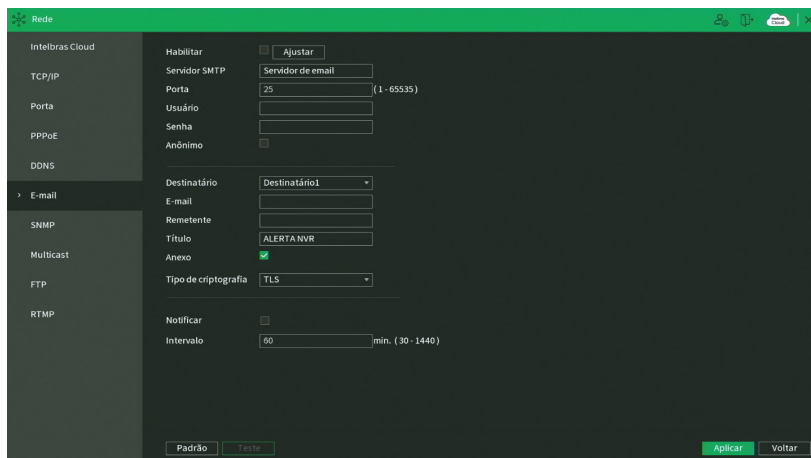 Rede
Intelbras Cloud
TCP/IP
Porta
PPPoE
DDNS
E-mail
SNMP
Multicast
FTP
RTMP
Habilitar Ajustar
Servidor SMTP Servidor de email
Porta 25 (1 - 65535)
Usuário
Senha
Anônimo
Destinatário Destinatário1
E-mail
Remetente
Título ALERTA NVR
Anexo
Tipo de criptografia TLS
Notificar
Intervalo 60 min. (30 - 1440)
Padrão Teste Aplicar Voltar